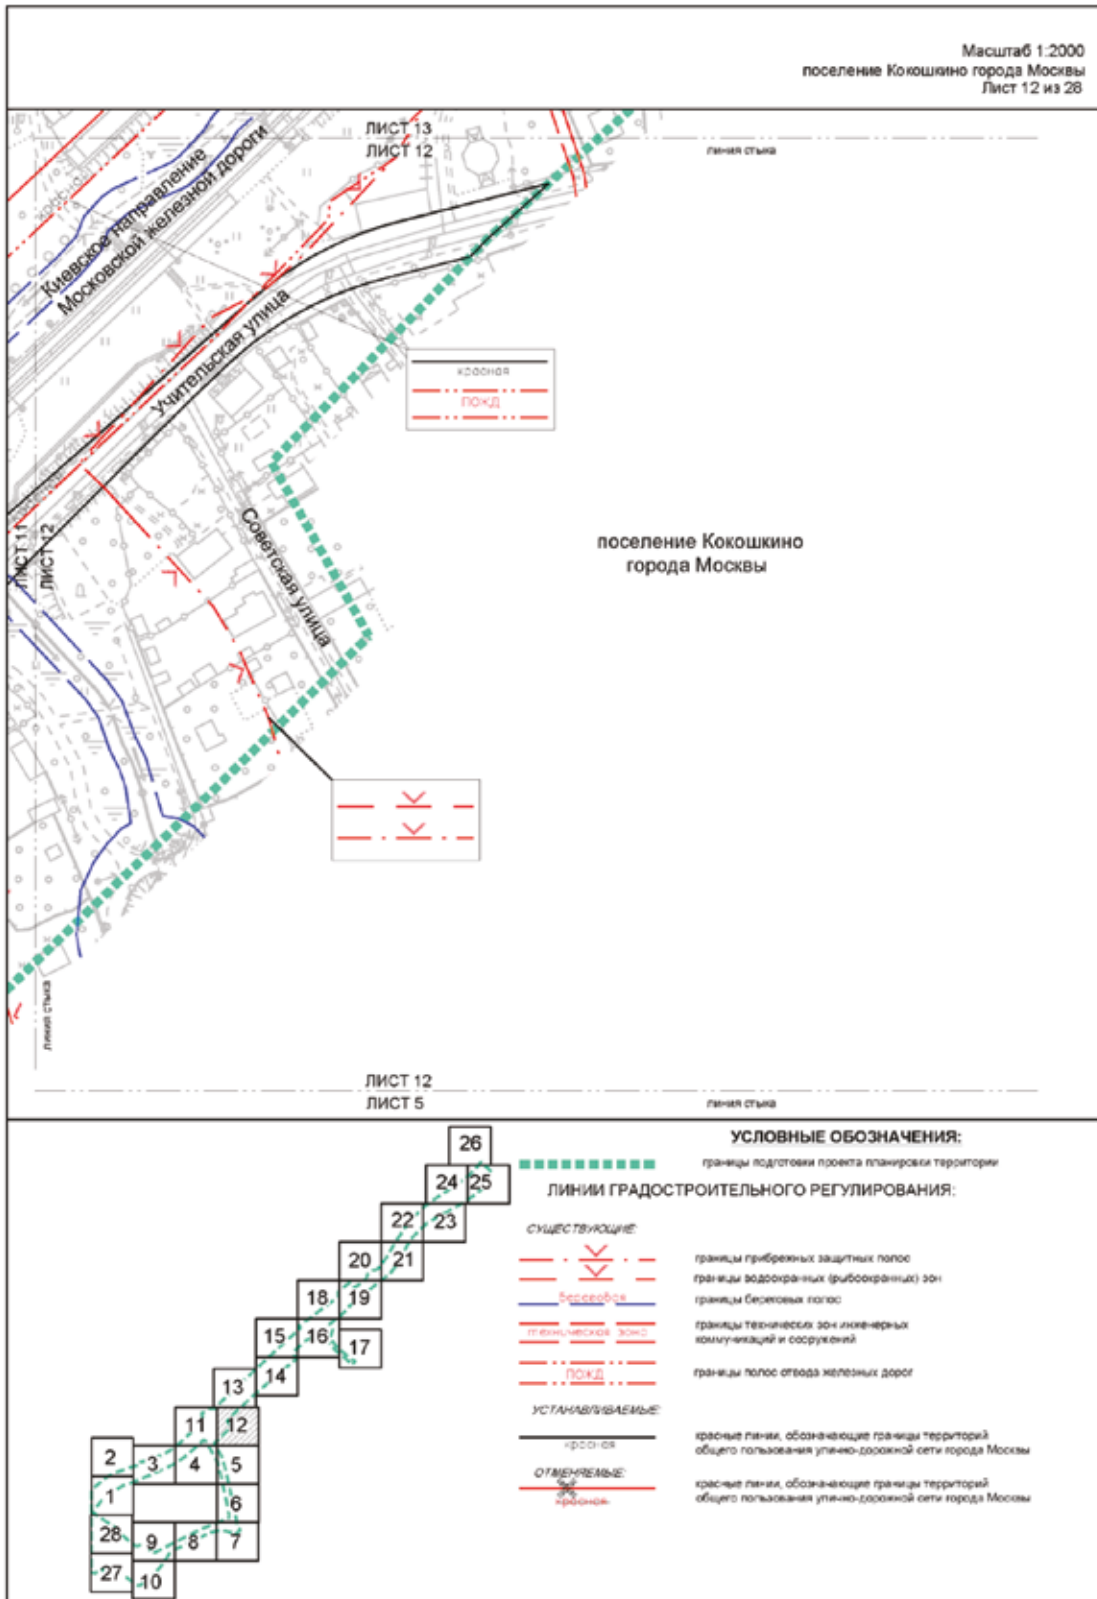 Масштаб 1:2000
поселение Кокошкино города Москвы
Лист 12 из 28
ЛИСТ 13
ЛИСТ 12
линия стыка
Киевское направление
Московской железной дороги
Учительская улица
красная
ПОЖД
Советская улица
ЛИСТ 11
ЛИСТ 12
поселение Кокошкино
города Москвы
линия стыка
ЛИСТ 12
ЛИСТ 5
линия стыка
26
24 25
22 23
20 21
18 19
15 16 17
13 14
11 12
2 3 4 5
1 6
28 9 8 7
27 10
УСЛОВНЫЕ ОБОЗНАЧЕНИЯ:
границы подготовки проекта планировки территории
ЛИНИИ ГРАДОСТРОИТЕЛЬНОГО РЕГУЛИРОВАНИЯ:
СУЩЕСТВУЮЩИЕ:
границы прибрежных защитных полос
границы водоохранных (рыбоохранных) зон
береговая
границы береговых полос
техническая зона
границы технических зон инженерных
коммуникаций и сооружений
ПОЖД
границы полос отвода железных дорог
УСТАНАВЛИВАЕМЫЕ:
красная
красные линии, обозначающие границы территорий
общего пользования улично-дорожной сети города Москвы
ОТМЕНЯЕМЫЕ:
красная
красные линии, обозначающие границы территорий
общего пользования улично-дорожной сети города Москвы